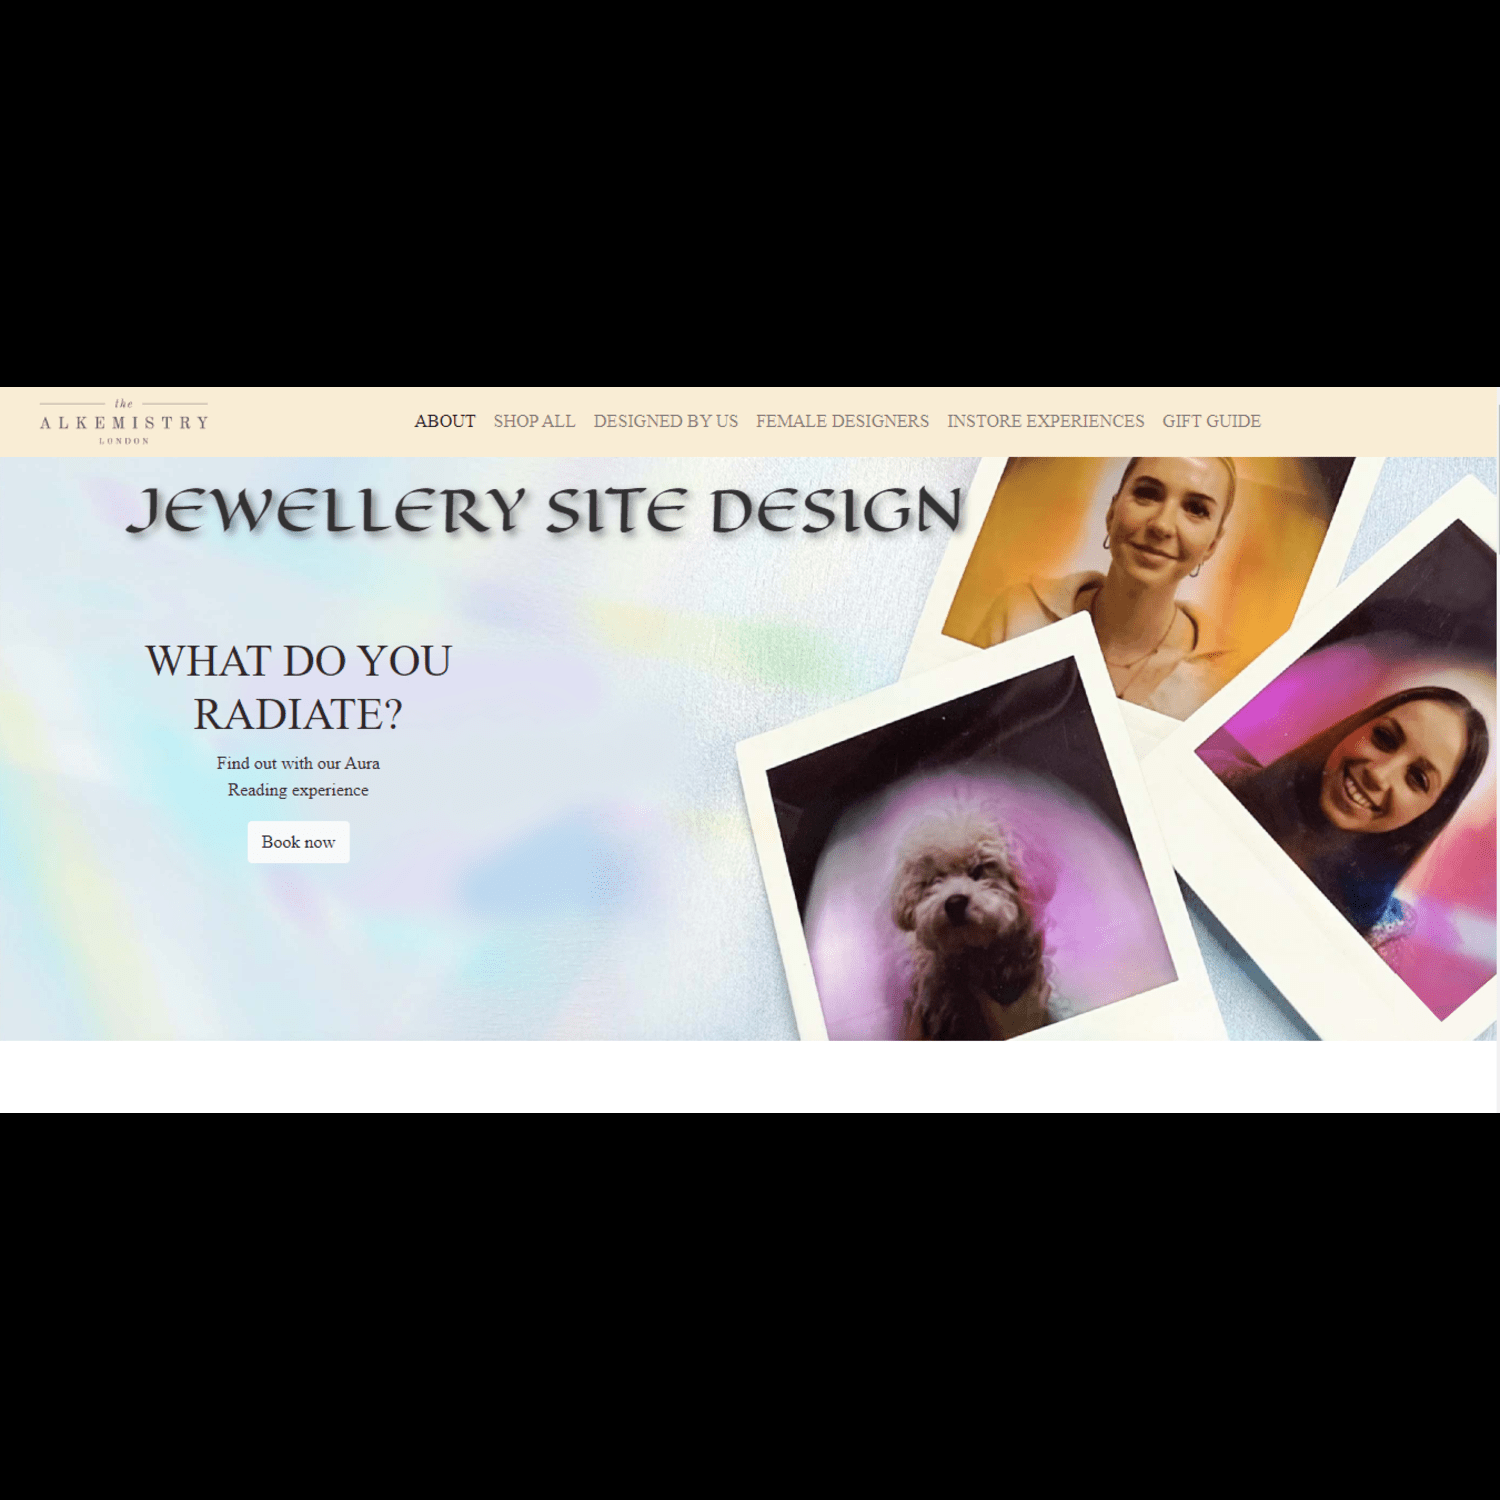 the
ALKEMISTRY
LONDON
ABOUT SHOP ALL DESIGNED BY US FEMALE DESIGNERS INSTORE EXPERIENCES GIFT GUIDE
JEWELLERY SITE DESIGN
WHAT DO YOU
RADIATE?
Find out with our Aura
Reading experience
Book now